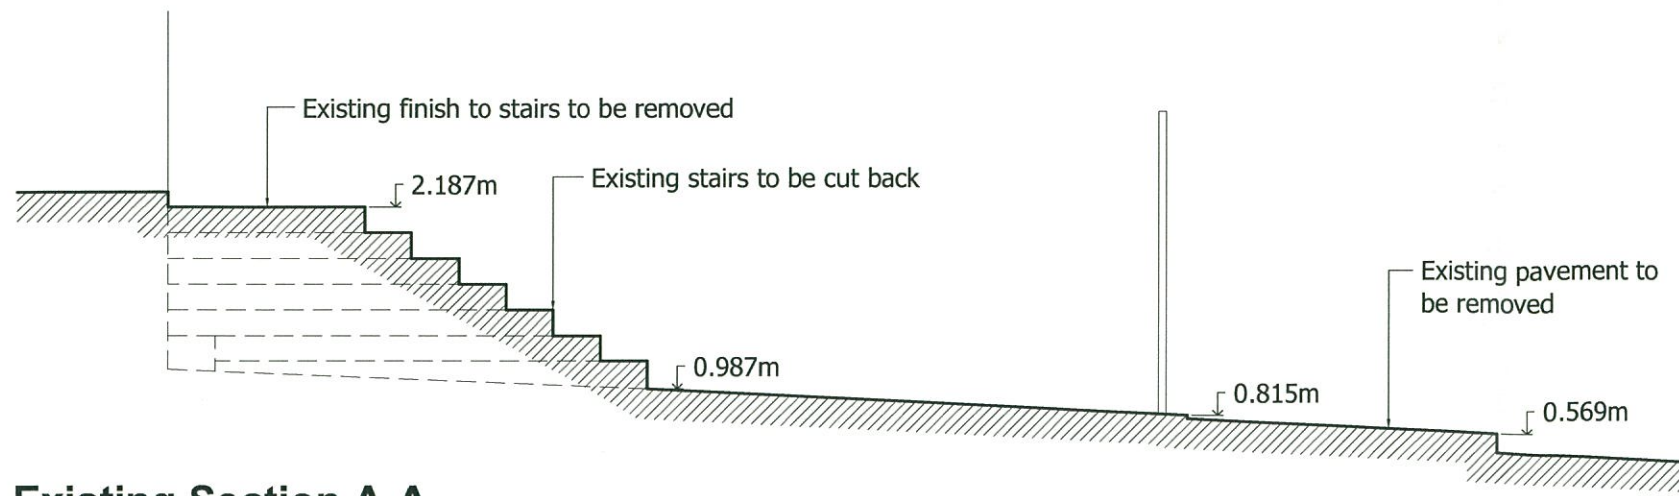 Existing finish to stairs to be removed
2.187m
Existing stairs to be cut back
Existing pavement to
be removed
0.987m
0.815m
0.569m
Existing Section A-A